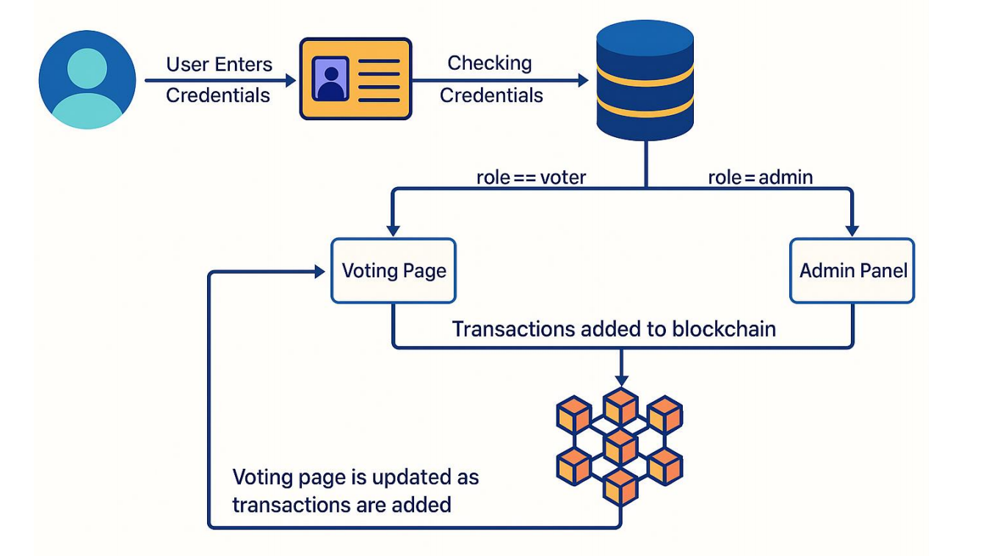 User Enters
Credentials
Checking
Credentials
role == voter
role = admin
Voting Page
Admin Panel
Transactions added to blockchain
Voting page is updated as
transactions are added